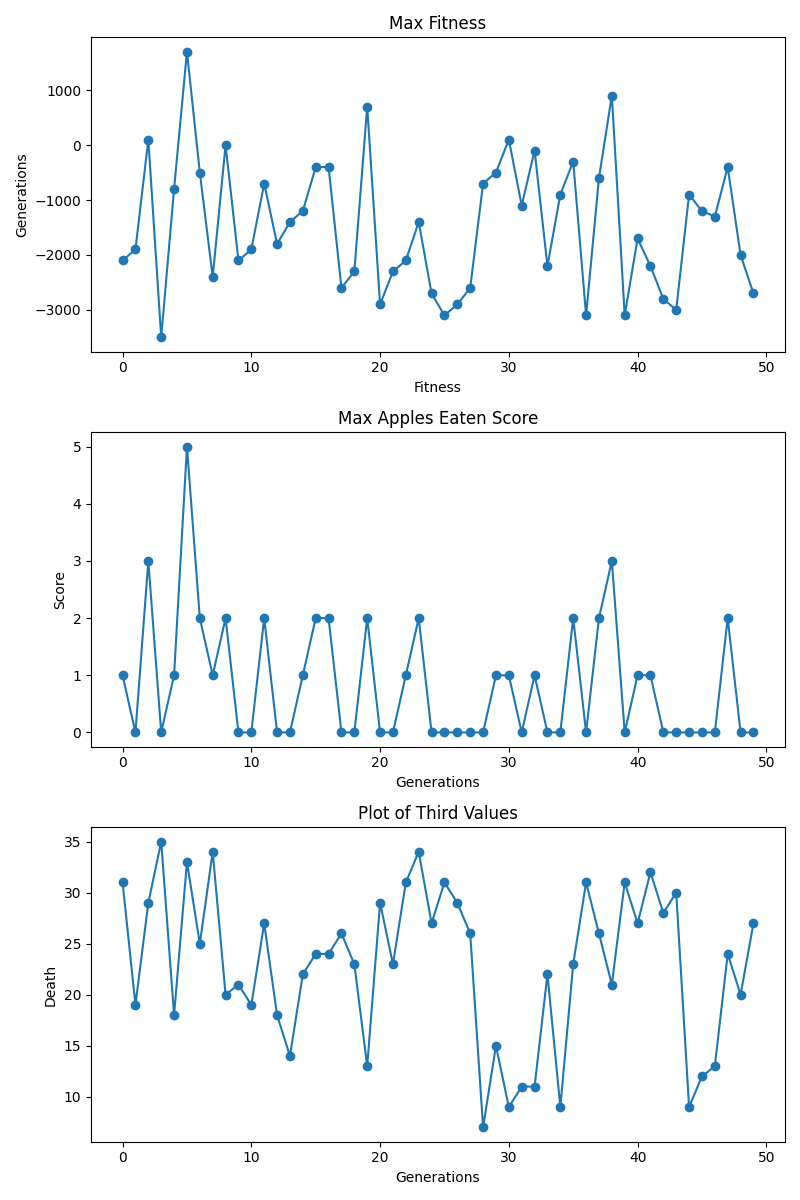 Max Fitness
1000
0
−1000
−2000
−3000
Generations
0 10 20 30 40 50
Fitness
Max Apples Eaten Score
5
4
3
2
1
0
Score
0 10 20 30 40 50
Generations
Plot of Third Values
35
30
25
20
15
10
Death
0 10 20 30 40 50
Generations